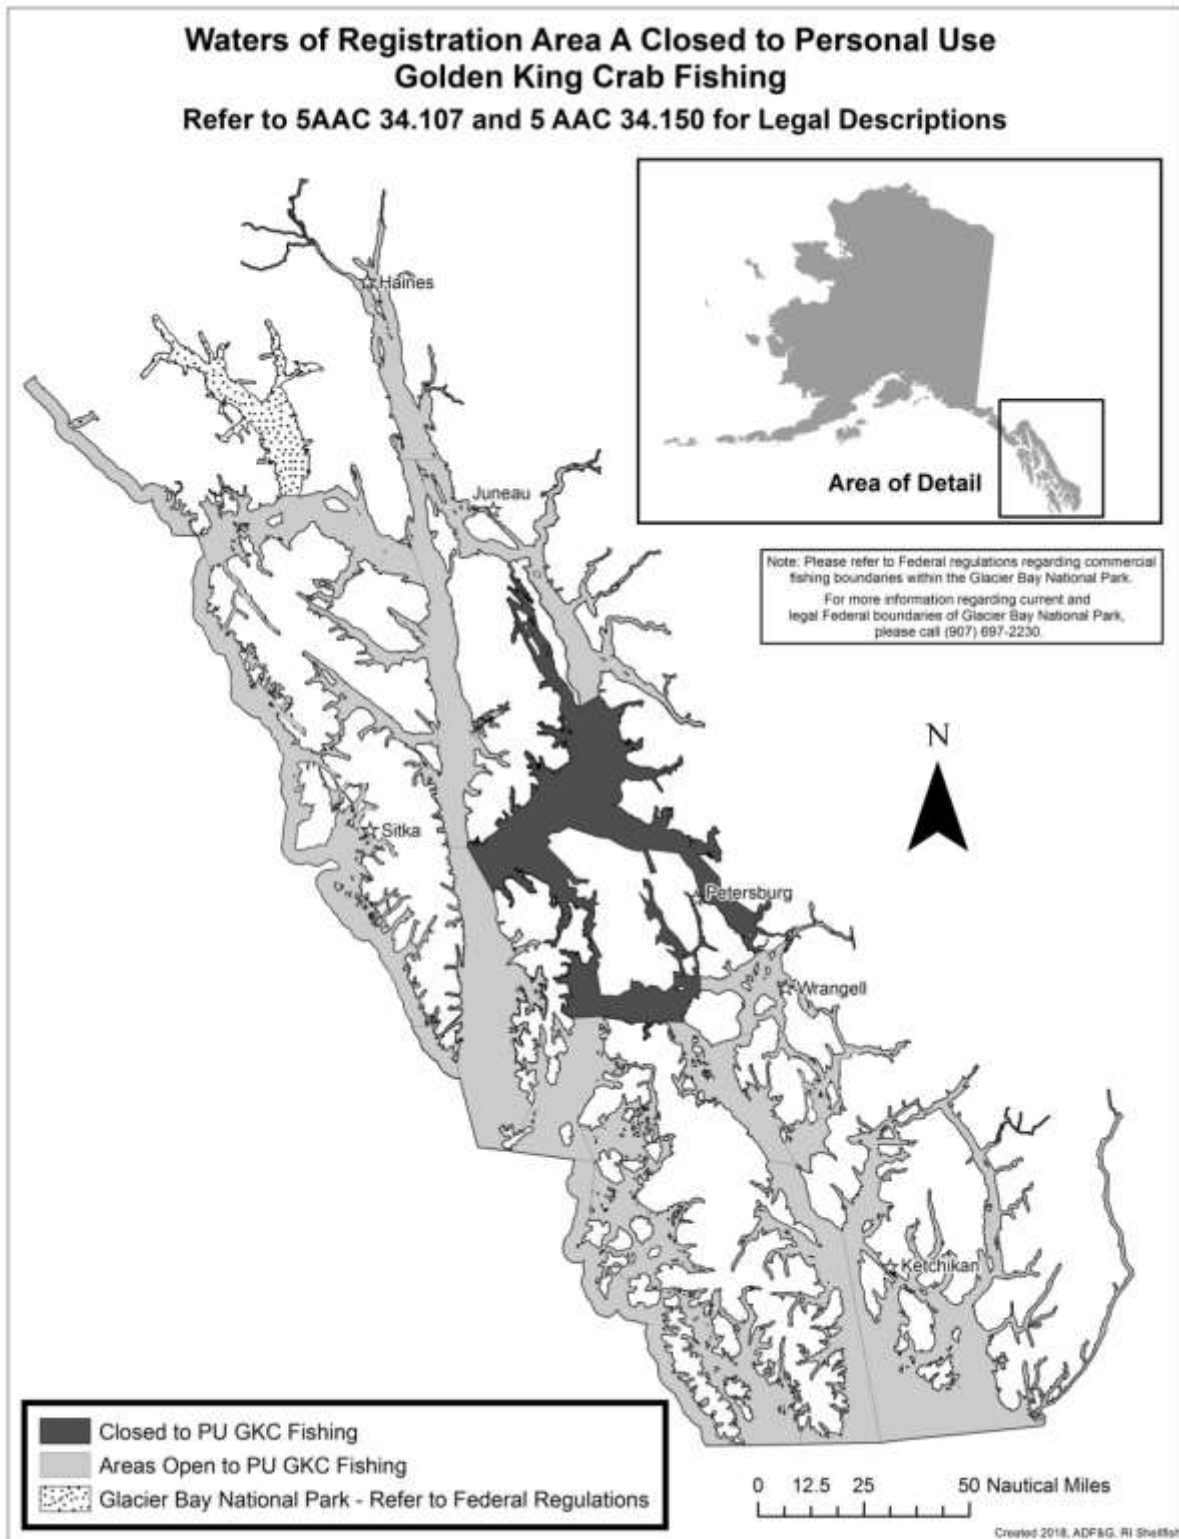 Waters of Registration Area A Closed to Personal Use
Golden King Crab Fishing
Refer to 5AAC 34.107 and 5 AAC 34.150 for Legal Descriptions
Area of Detail
Note: Please refer to Federal regulations regarding commercial
fishing boundaries within the Glacier Bay National Park.
For more information regarding current and
legal Federal boundaries of Glacier Bay National Park,
please call (907) 697-2230.
Haines
Juneau
N
Sitka
Petersburg
Wrangell
Ketchikan
Closed to PU GKC Fishing
Areas Open to PU GKC Fishing
Glacier Bay National Park - Refer to Federal Regulations
0 12.5 25 50 Nautical Miles
Created 2018, ADF&G, RI Shellfish